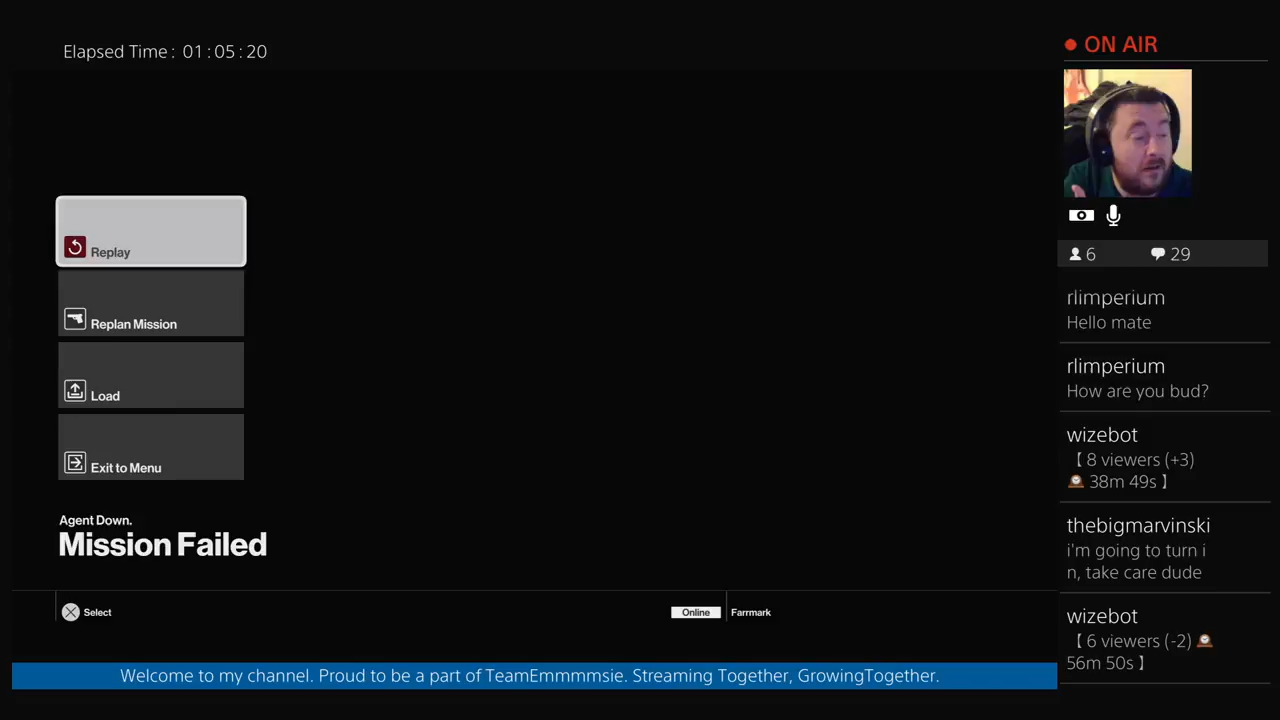 Elapsed Time: 01:05:20
ON AIR
6
29
Replay
Replan Mission
Load
Exit to Menu
Agent Down.
Mission Failed
Select
Online
Farrmark
Welcome to my channel. Proud to be a part of TeamEmmmmsie. Streaming Together, GrowingTogether.
rlimperium
Hello mate
rlimperium
How are you bud?
wizebot
【 8 viewers (+3)
38m 49s 】
thebigmarvinski
i'm going to turn i
n, take care dude
wizebot
【 6 viewers (-2)
56m 50s 】